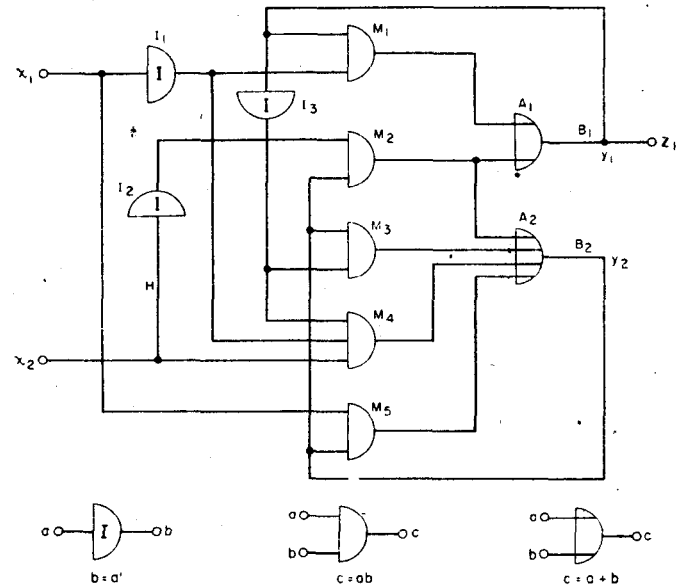 I₁
M₁
x₁
I
I
I₃
A₁
B₁
y₁
Z₁
M₂
I₂
I
M₃
A₂
B₂
y₂
H
M₄
x₂
M₅
a I b
b = a'
a
b
c
c = ab
a
b
c
c = a + b